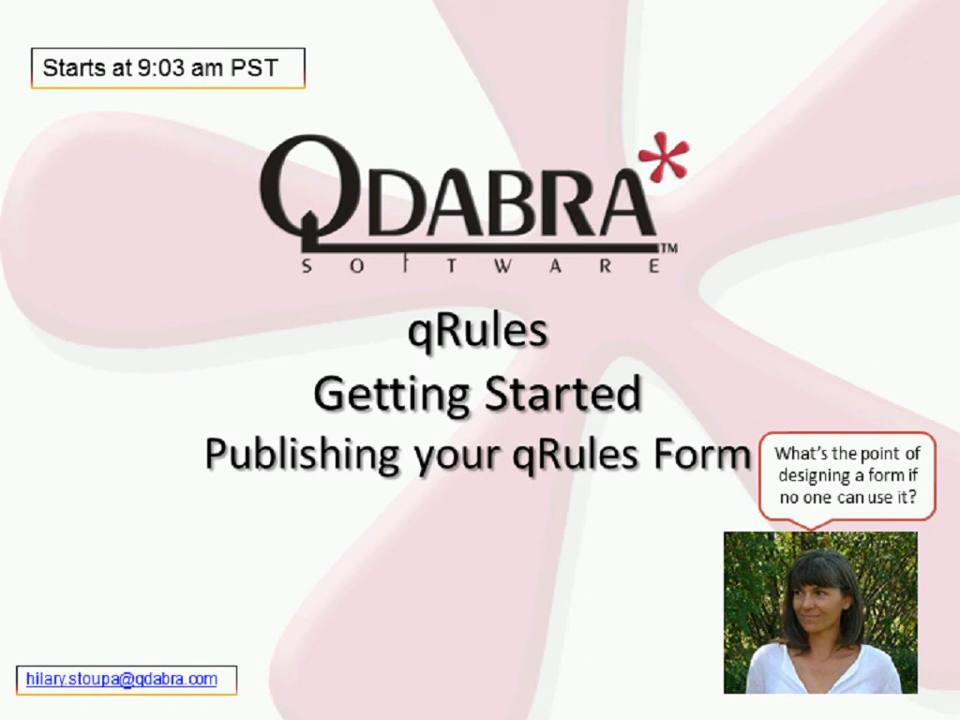 Starts at 9:03 am PST
QDABRA*
™
SOFTWARE
qRules
Getting Started
Publishing your qRules Form
What's the point of
designing a form if
no one can use it?
hilary.stoupa@qdabra.com